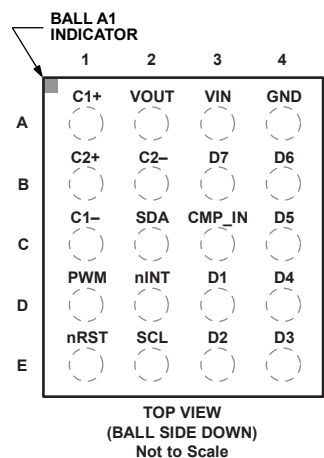 BALL A1
INDICATOR
1 2 3 4
A C1+ VOUT VIN GND
B C2+ C2– D7 D6
C C1– SDA CMP_IN D5
D PWM nINT D1 D4
E nRST SCL D2 D3
TOP VIEW
(BALL SIDE DOWN)
Not to Scale